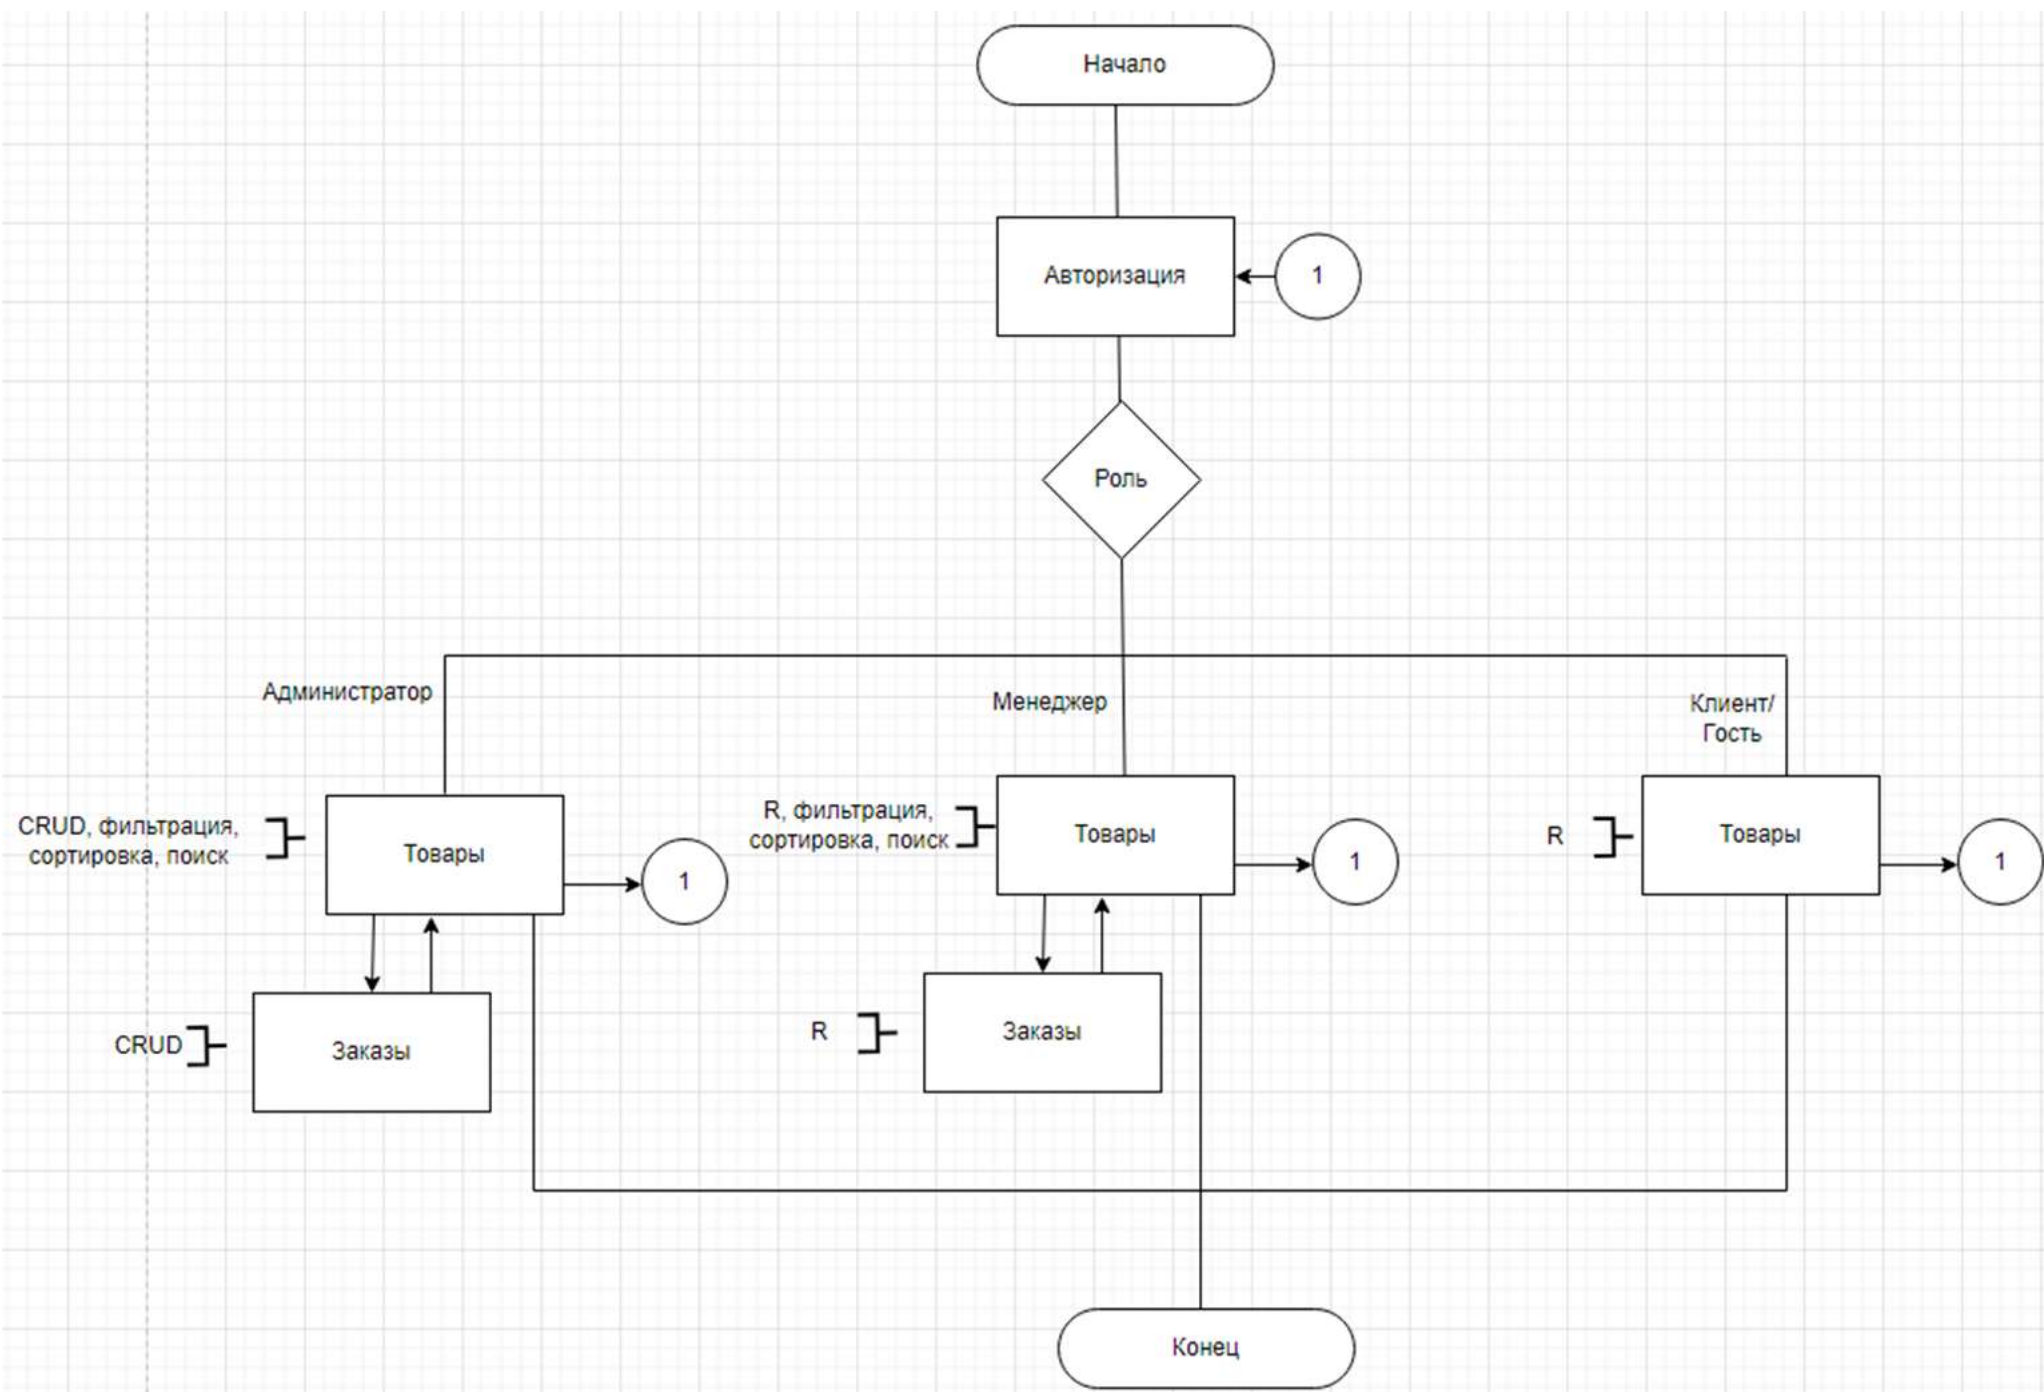 Начало
Авторизация
1
Роль
Администратор
Менеджер
Клиент/
Гость
CRUD, фильтрация,
сортировка, поиск
Товары
1
R, фильтрация,
сортировка, поиск
Товары
1
R
Товары
1
CRUD
Заказы
R
Заказы
Конец